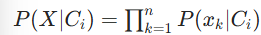 P(X|C_i) = ∏_{k=1}^{n} P(x_k|C_i)